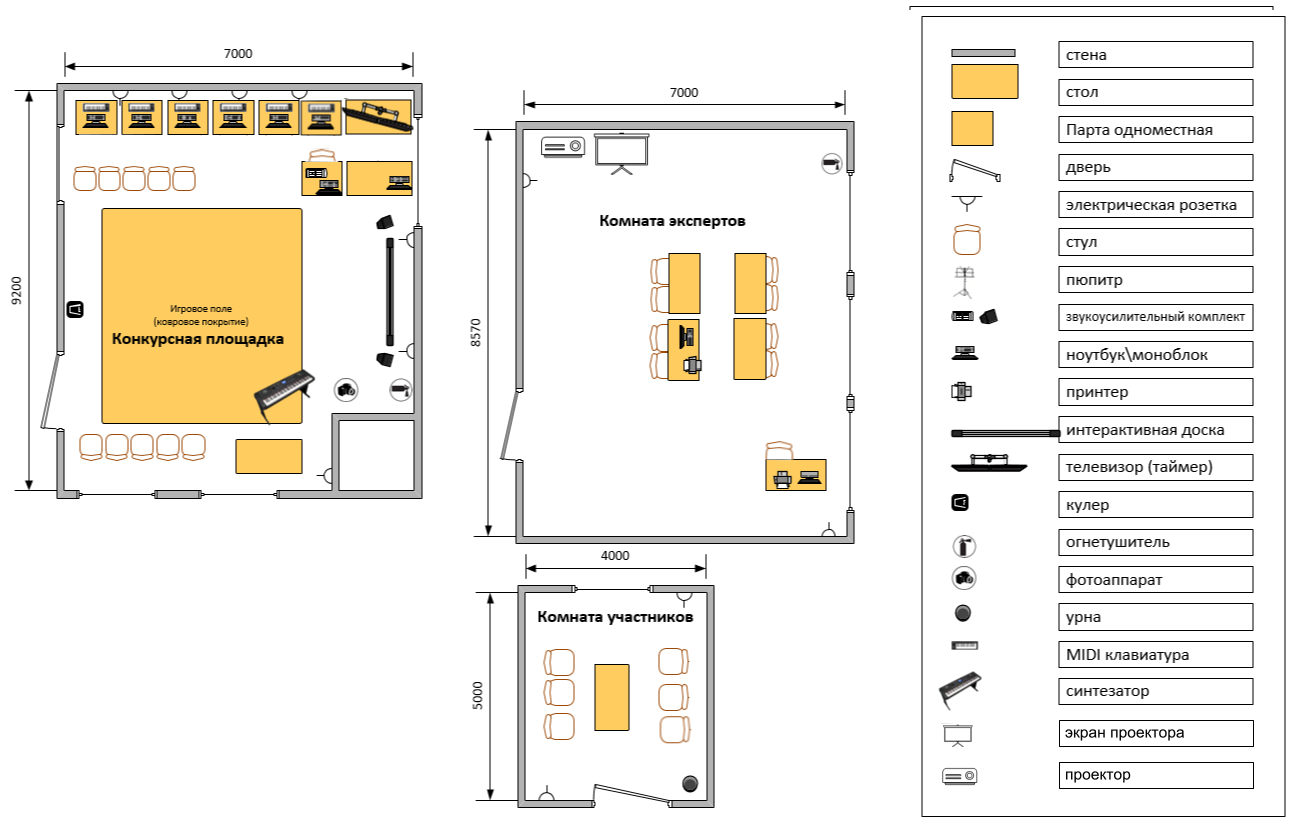 7000
9200
Игровое поле
(ковровое покрытие)
Конкурсная площадка
7000
8570
Комната экспертов
4000
5000
Комната участников
стена
стол
Парта одноместная
дверь
электрическая розетка
стул
пюпитр
звукоусилительный комплект
ноутбук\моноблок
принтер
интерактивная доска
телевизор (таймер)
кулер
огнетушитель
фотоаппарат
урна
MIDI клавиатура
синтезатор
экран проектора
проектор